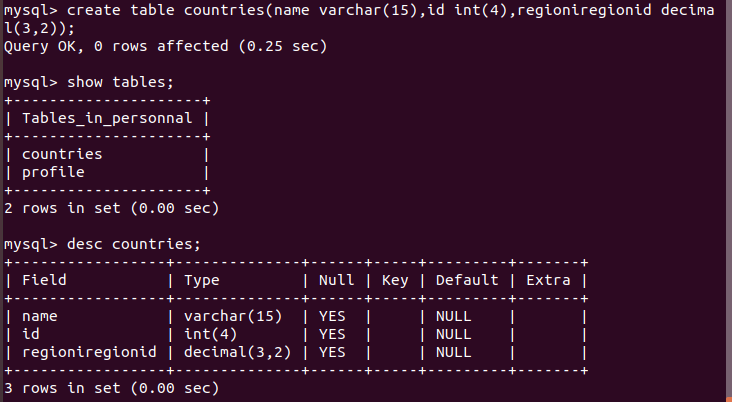 mysql> create table countries(name varchar(15),id int(4),regioniregionid decima
l(3,2));
Query OK, 0 rows affected (0.25 sec)

mysql> show tables;
+---------------------+
| Tables_in_personnal |
+---------------------+
| countries           |
| profile             |
+---------------------+
2 rows in set (0.00 sec)

mysql> desc countries;
+-----------------+--------------+------+-----+---------+-------+
| Field           | Type         | Null | Key | Default | Extra |
+-----------------+--------------+------+-----+---------+-------+
| name            | varchar(15)  | YES  |     | NULL    |       |
| id              | int(4)       | YES  |     | NULL    |       |
| regioniregionid | decimal(3,2) | YES  |     | NULL    |       |
+-----------------+--------------+------+-----+---------+-------+
3 rows in set (0.00 sec)